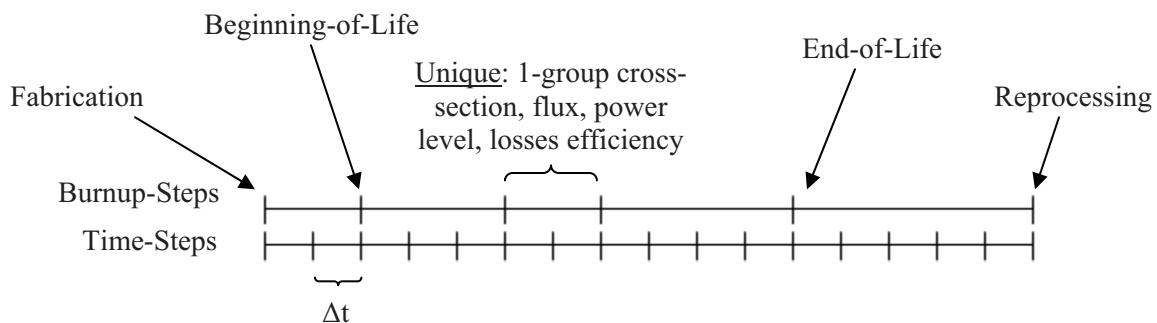 Beginning-of-Life
End-of-Life
Unique: 1-group cross-
section, flux, power
level, losses efficiency
Fabrication
Reprocessing
Burnup-Steps
Time-Steps
Δt